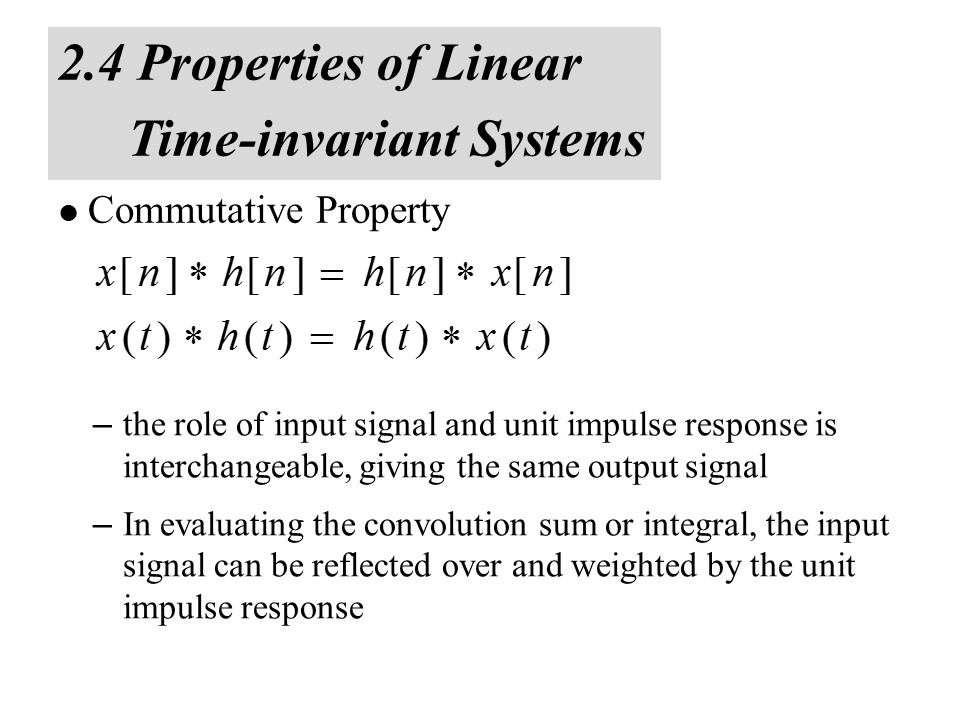 2.4 Properties of Linear
Time-invariant Systems
● Commutative Property
x[n] ∗ h[n] = h[n] ∗ x[n]
x(t) ∗ h(t) = h(t) ∗ x(t)
– the role of input signal and unit impulse response is
interchangeable, giving the same output signal
– In evaluating the convolution sum or integral, the input
signal can be reflected over and weighted by the unit
impulse response